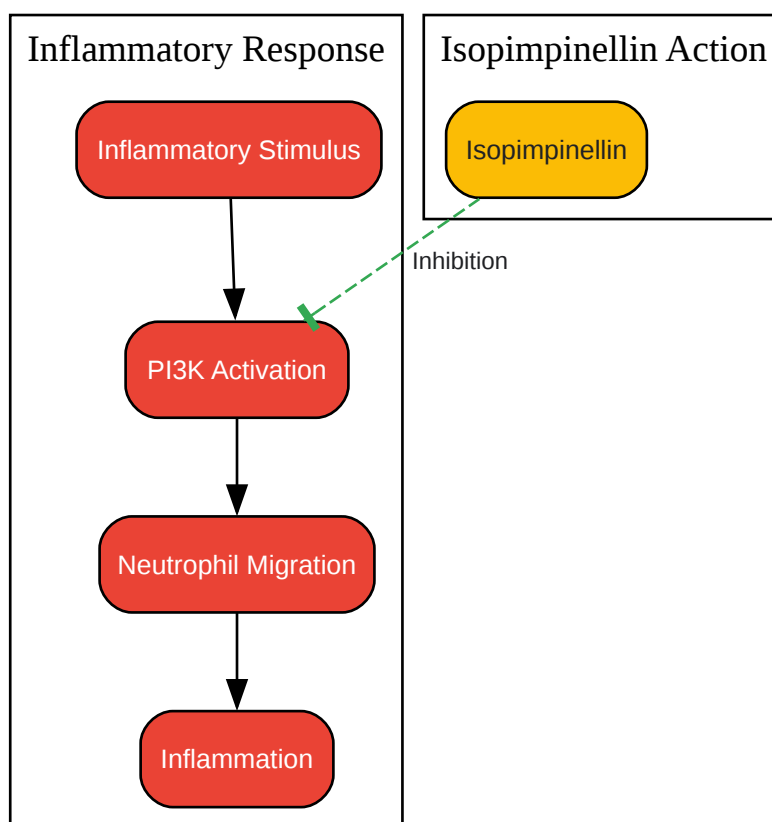 Inflammatory Response
Isopimpinellin Action
Inflammatory Stimulus
Isopimpinellin
Inhibition
PI3K Activation
Neutrophil Migration
Inflammation